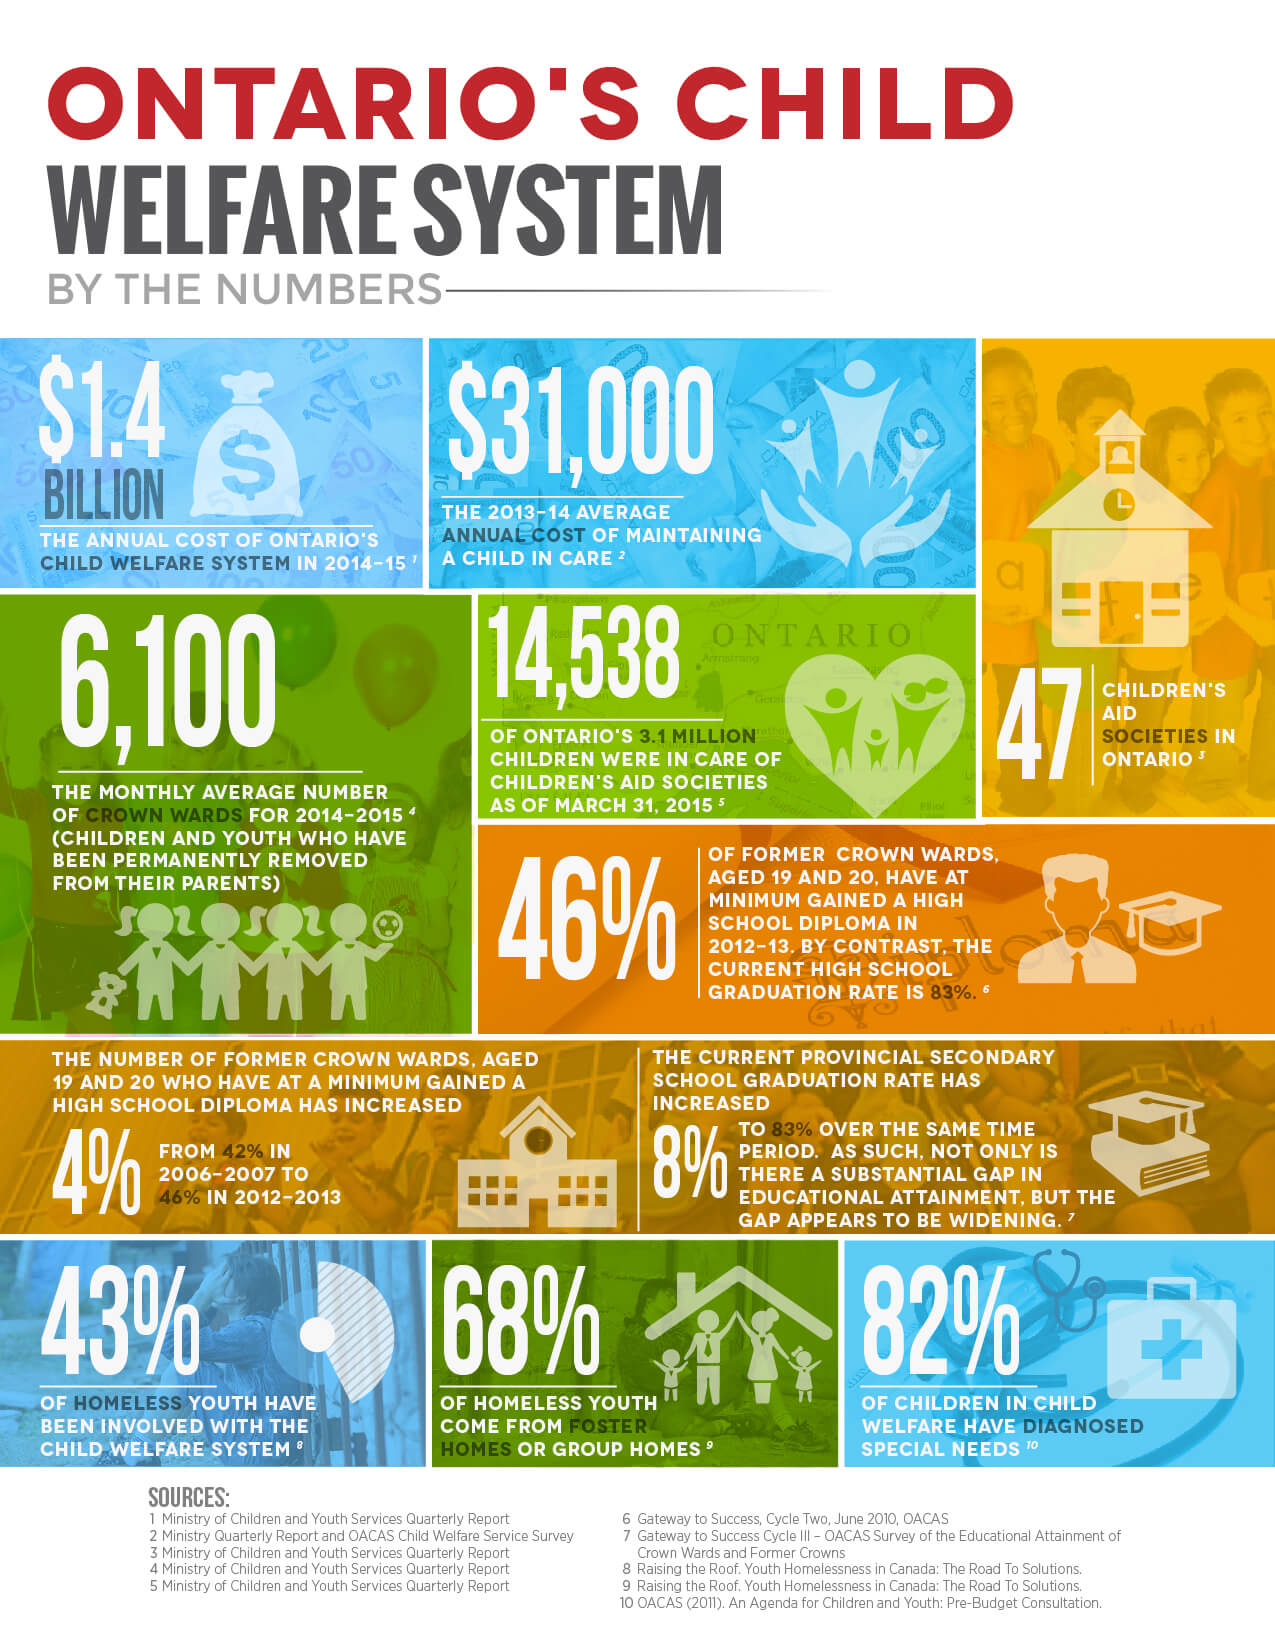 ONTARIO'S CHILD
WELFARE SYSTEM
BY THE NUMBERS
$1.4
BILLION
THE ANNUAL COST OF ONTARIO'S
CHILD WELFARE SYSTEM IN 2014-15 1
$31,000
THE 2013-14 AVERAGE
ANNUAL COST OF MAINTAINING
A CHILD IN CARE 2
47
CHILDREN'S
AID
SOCIETIES IN
ONTARIO 3
6,100
THE MONTHLY AVERAGE NUMBER
OF CROWN WARDS FOR 2014-2015 4
(CHILDREN AND YOUTH WHO HAVE
BEEN PERMANENTLY REMOVED
FROM THEIR PARENTS)
14,538
ONTARIO
OF ONTARIO'S 3.1 MILLION
CHILDREN WERE IN CARE OF
CHILDREN'S AID SOCIETIES
AS OF MARCH 31, 2015 5
46%
OF FORMER CROWN WARDS,
AGED 19 AND 20, HAVE AT
MINIMUM GAINED A HIGH
SCHOOL DIPLOMA IN
2012-13. BY CONTRAST, THE
CURRENT HIGH SCHOOL
GRADUATION RATE IS 83%. 6
THE NUMBER OF FORMER CROWN WARDS, AGED
19 AND 20 WHO HAVE AT A MINIMUM GAINED A
HIGH SCHOOL DIPLOMA HAS INCREASED
4%
FROM 42% IN
2006-2007 TO
46% IN 2012-2013
THE CURRENT PROVINCIAL SECONDARY
SCHOOL GRADUATION RATE HAS
INCREASED
8%
TO 83% OVER THE SAME TIME
PERIOD. AS SUCH, NOT ONLY IS
THERE A SUBSTANTIAL GAP IN
EDUCATIONAL ATTAINMENT, BUT THE
GAP APPEARS TO BE WIDENING. 7
43%
OF HOMELESS YOUTH HAVE
BEEN INVOLVED WITH THE
CHILD WELFARE SYSTEM 8
68%
OF HOMELESS YOUTH
COME FROM FOSTER
HOMES OR GROUP HOMES 9
82%
OF CHILDREN IN CHILD
WELFARE HAVE DIAGNOSED
SPECIAL NEEDS 10
SOURCES:
1 Ministry of Children and Youth Services Quarterly Report
2 Ministry Quarterly Report and OACAS Child Welfare Service Survey
3 Ministry of Children and Youth Services Quarterly Report
4 Ministry of Children and Youth Services Quarterly Report
5 Ministry of Children and Youth Services Quarterly Report
6 Gateway to Success, Cycle Two, June 2010, OACAS
7 Gateway to Success Cycle III – OACAS Survey of the Educational Attainment of
Crown Wards and Former Crowns
8 Raising the Roof. Youth Homelessness in Canada: The Road To Solutions.
9 Raising the Roof. Youth Homelessness in Canada: The Road To Solutions.
10 OACAS (2011). An Agenda for Children and Youth: Pre-Budget Consultation.